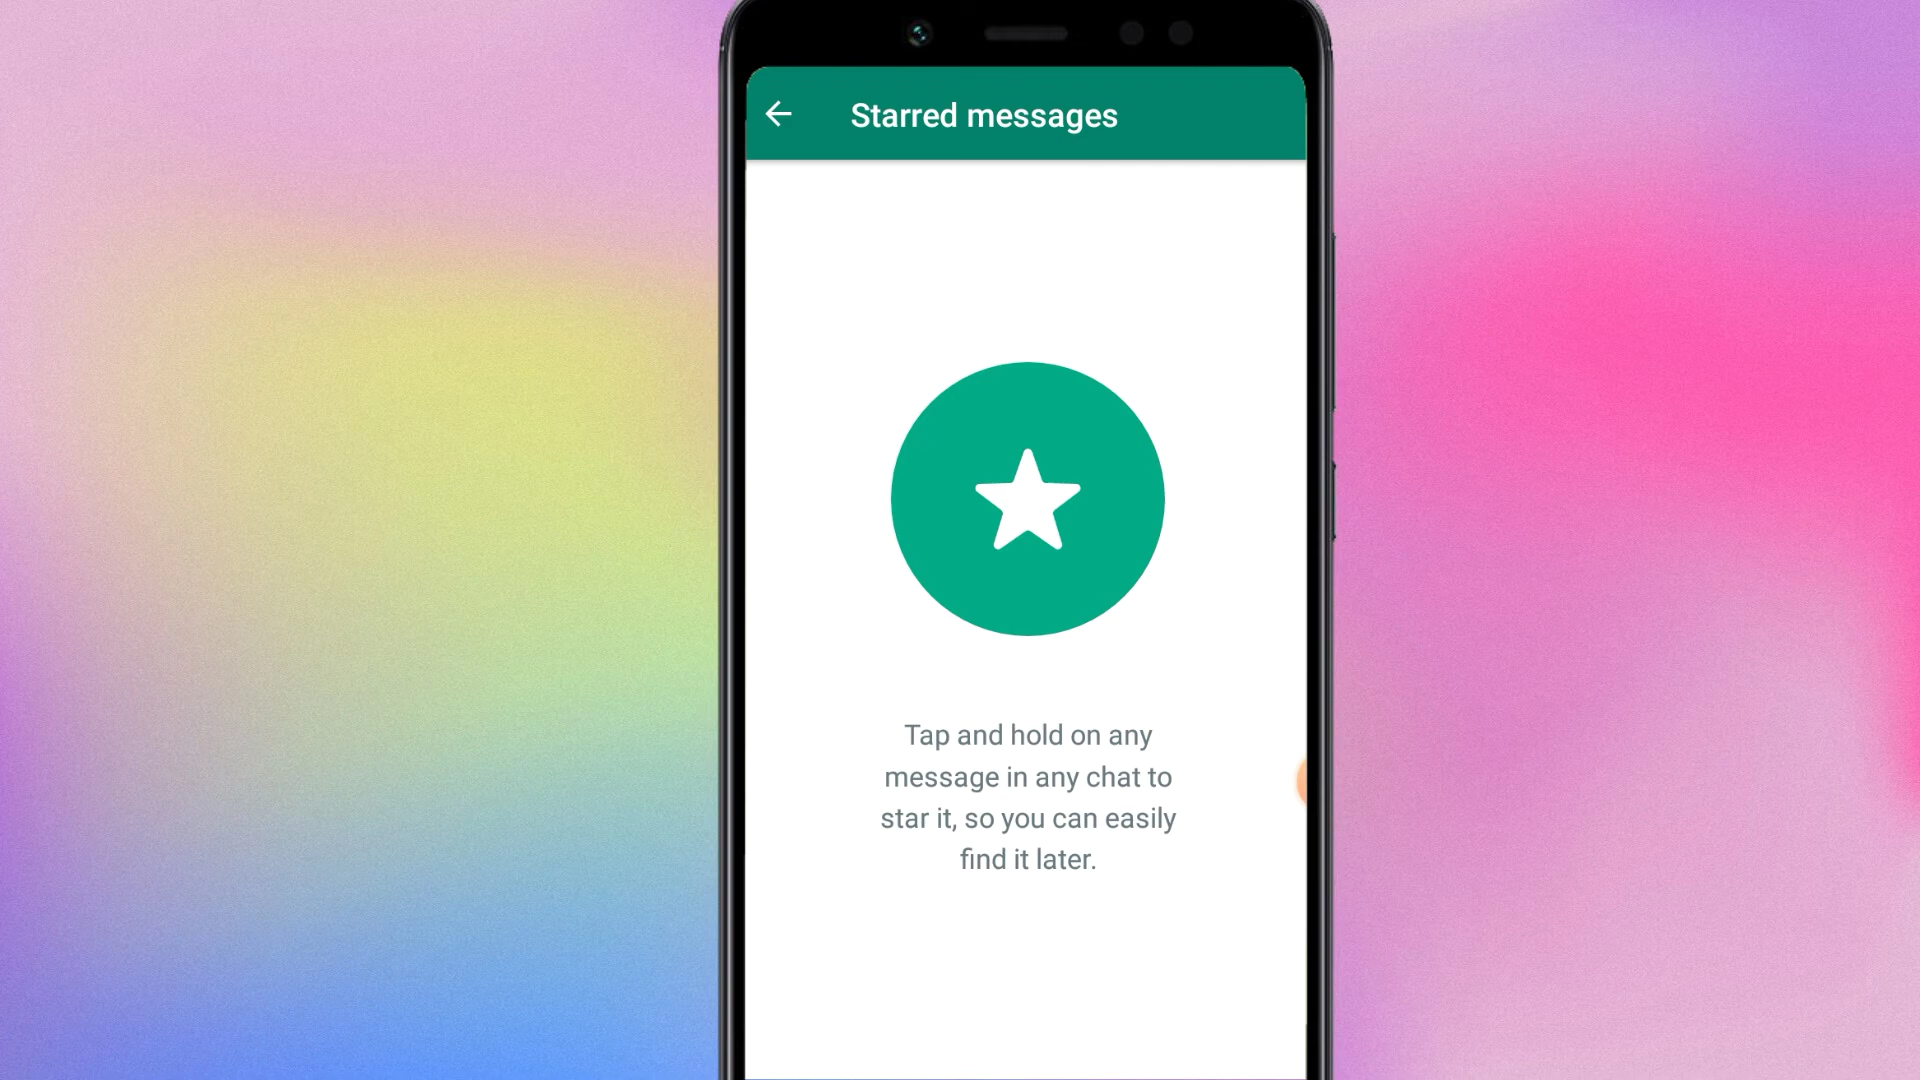 Starred messages
Tap and hold on any
message in any chat to
star it, so you can easily
find it later.